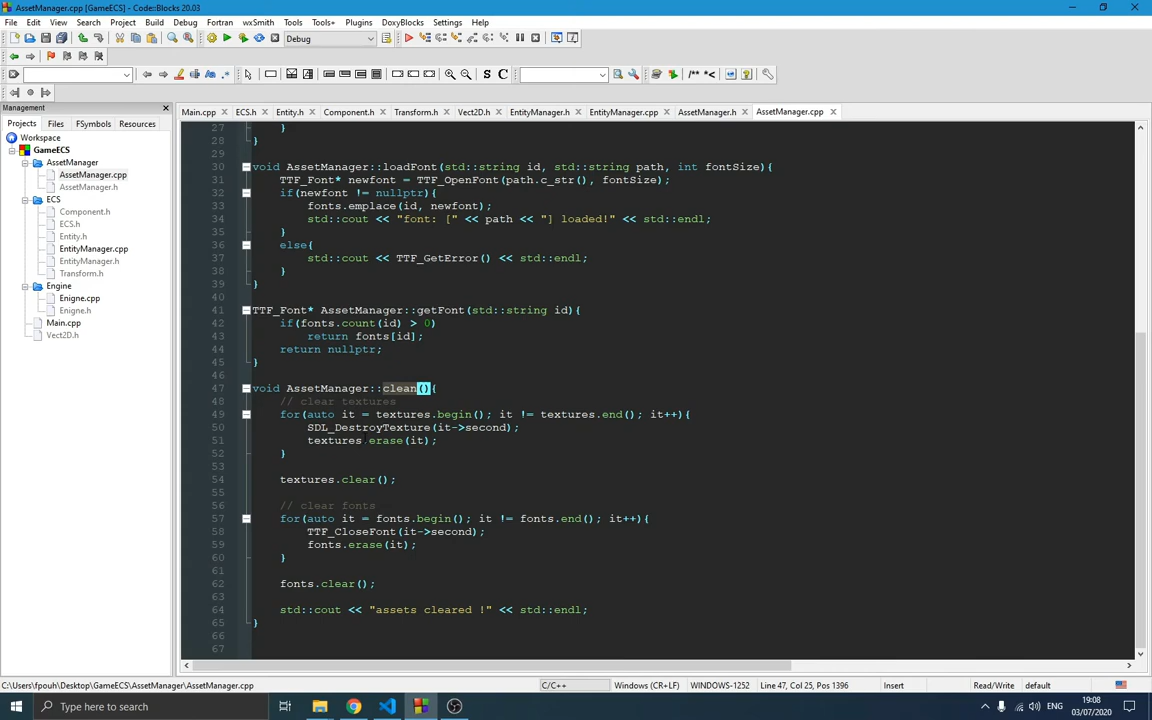 AssetManager.cpp [GameECS] - Code::Blocks 20.03
File Edit View Search Project Build Debug Fortran wxSmith Tools Tools+ Plugins DoxyBlocks Settings Help
Debug
S C
/** *<
Management
Projects Files FSymbols Resources
Main.cpp ECS.h Entity.h Component.h Transform.h Vect2D.h EntityManager.h EntityManager.cpp AssetManager.h AssetManager.cpp
Workspace
GameECS
AssetManager
AssetManager.cpp
AssetManager.h
ECS
Component.h
ECS.h
Entity.h
EntityManager.cpp
EntityManager.h
Transform.h
Engine
Enigne.cpp
Enigne.h
Main.cpp
Vect2D.h
27 }
28 }
29
30 void AssetManager::loadFont(std::string id, std::string path, int fontSize){
31 TTF_Font* newfont = TTF_OpenFont(path.c_str(), fontSize);
32 if(newfont != nullptr){
33 fonts.emplace(id, newfont);
34 std::cout << "font: [" << path << "] loaded!" << std::endl;
35 }
36 else{
37 std::cout << TTF_GetError() << std::endl;
38 }
39 }
40
41 TTF_Font* AssetManager::getFont(std::string id){
42 if(fonts.count(id) > 0)
43 return fonts[id];
44 return nullptr;
45 }
46
47 void AssetManager::clean(){
48 // clear textures
49 for(auto it = textures.begin(); it != textures.end(); it++){
50 SDL_DestroyTexture(it->second);
51 textures.erase(it);
52 }
53
54 textures.clear();
55
56 // clear fonts
57 for(auto it = fonts.begin(); it != fonts.end(); it++){
58 TTF_CloseFont(it->second);
59 fonts.erase(it);
60 }
61
62 fonts.clear();
63
64 std::cout << "assets cleared !" << std::endl;
65 }
66
67
C:\Users\fpouh\Desktop\GameECS\AssetManager\AssetManager.cpp C/C++ Windows (CR+LF) WINDOWS-1252 Line 47, Col 25, Pos 1396 Insert Read/Write default
Type here to search
ENG
19:08
03/07/2020